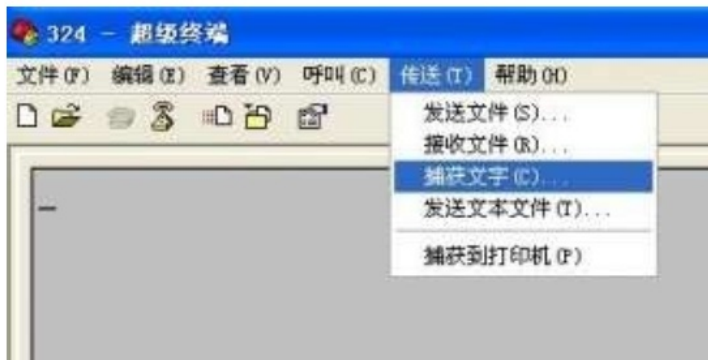 324 - 超级终端
文件(F) 编辑(E) 查看(V) 呼叫(C) 传送(T) 帮助(H)
发送文件(S)...
接收文件(R)...
捕获文字(C)...
发送文本文件(T)...
捕获到打印机(P)